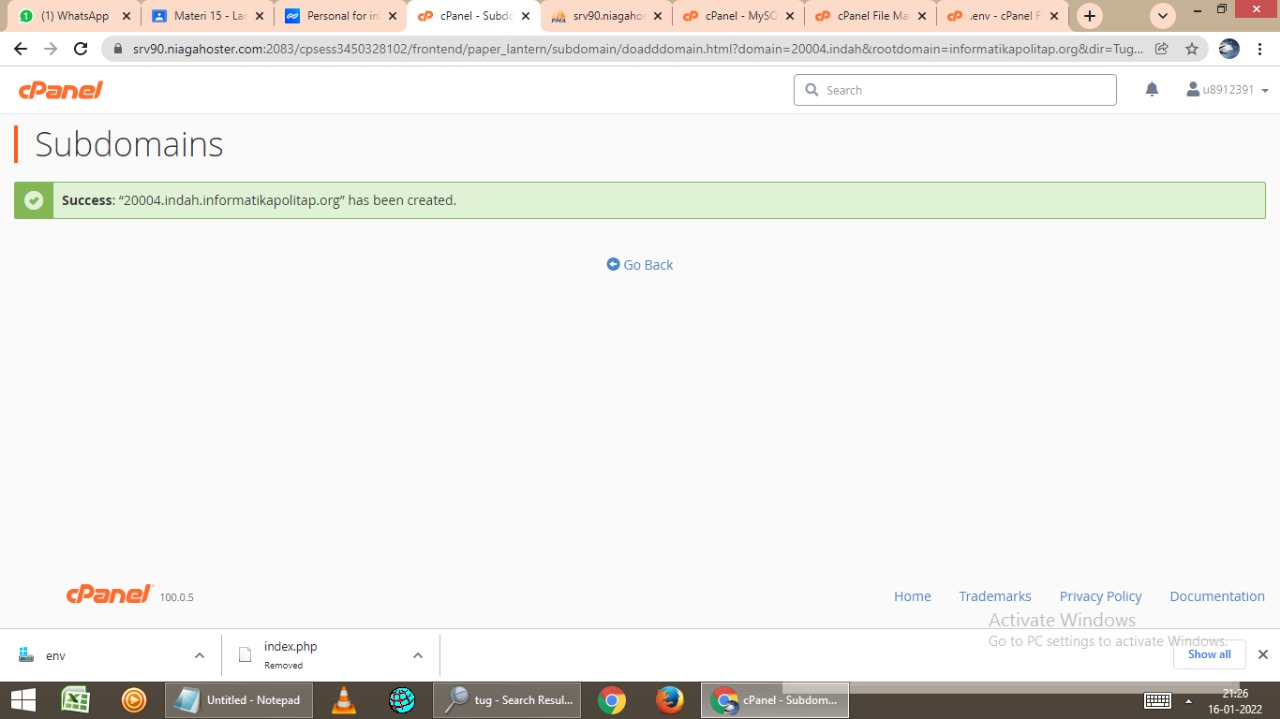 (1) WhatsApp
Materi 15 - La
Personal for i
cPanel - Subd
srv90.niagahos
cPanel - MySQ
cPanel File Ma
.env - cPanel F
srv90.niagahoster.com:2083/cpsess3450328102/frontend/paper_lantern/subdomain/doadddomain.html?domain=20004.indah&rootdomain=informatikapolitap.org&dir=Tug...
cPanel
Search
u8912391
Subdomains
Success: “20004.indah.informatikapolitap.org” has been created.
Go Back
cPanel 100.0.5
Home Trademarks Privacy Policy Documentation
Activate Windows
Go to PC settings to activate Windows.
env
index.php
Removed
Show all
Untitled - Notepad
tug - Search Resul...
cPanel - Subdom...
21:26
16-01-2022